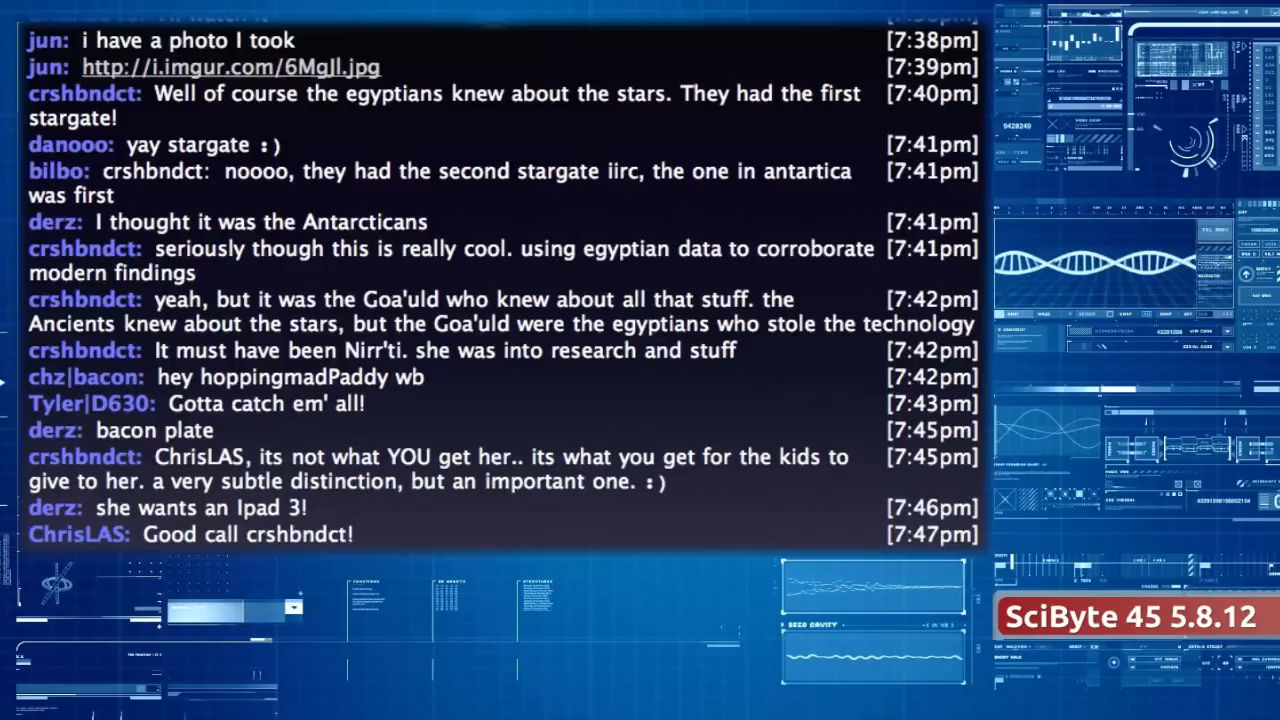 jun: i have a photo I took [7:38pm]
jun: http://i.imgur.com/6MgJl.jpg [7:39pm]
crshbndct: Well of course the egyptians knew about the stars. They had the first [7:40pm]
stargate!
danooo: yay stargate :) [7:41pm]
bilbo: crshbndct: noooo, they had the second stargate iirc, the one in antartica [7:41pm]
was first
derz: I thought it was the Antarcticans [7:41pm]
crshbndct: seriously though this is really cool. using egyptian data to corroborate [7:41pm]
modern findings
crshbndct: yeah, but it was the Goa'uld who knew about all that stuff. the [7:42pm]
Ancients knew about the stars, but the Goa'uld were the egyptians who stole the technology
crshbndct: It must have been Nirr'ti. she was into research and stuff [7:42pm]
chz|bacon: hey hoppingmadPaddy wb [7:42pm]
Tyler|D630: Gotta catch em' all! [7:43pm]
derz: bacon plate [7:45pm]
crshbndct: ChrisLAS, its not what YOU get her.. its what you get for the kids to [7:45pm]
give to her. a very subtle distinction, but an important one. :)
derz: she wants an Ipad 3! [7:46pm]
ChrisLAS: Good call crshbndct! [7:47pm]
SciByte 45 5.8.12
9428249